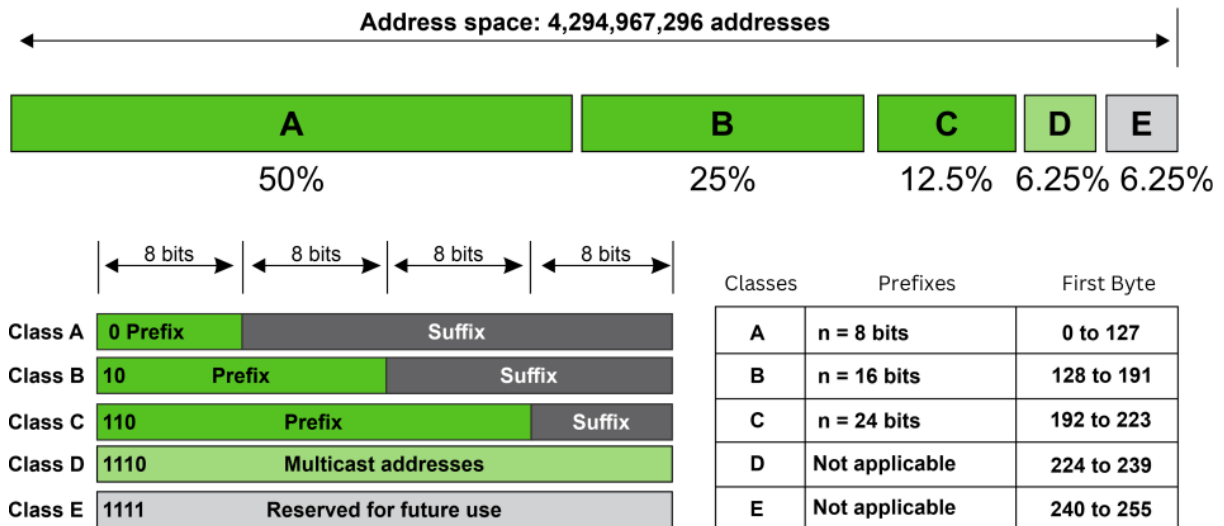 Address space: 4,294,967,296 addresses
A B C D E
50% 25% 12.5% 6.25% 6.25%
8 bits 8 bits 8 bits 8 bits
Class A 0 Prefix Suffix
Class B 10 Prefix Suffix
Class C 110 Prefix Suffix
Class D 1110 Multicast addresses
Class E 1111 Reserved for future use
Classes Prefixes First Byte
A n = 8 bits 0 to 127
B n = 16 bits 128 to 191
C n = 24 bits 192 to 223
D Not applicable 224 to 239
E Not applicable 240 to 255